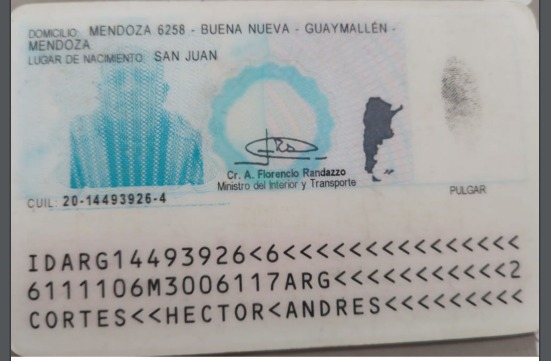 DOMICILIO: MENDOZA 6258 - BUENA NUEVA - GUAYMALLÉN -
MENDOZA
LUGAR DE NACIMIENTO: SAN JUAN
Cr. A. Florencio Randazzo
Ministro del Interior y Transporte
PULGAR
CUIL: 20-14493926-4
IDARG14493926<6<<<<<<<<<<<<<<<
6111106M3006117ARG<<<<<<<<<<<2
CORTES<<HECTOR<ANDRES<<<<<<<<<